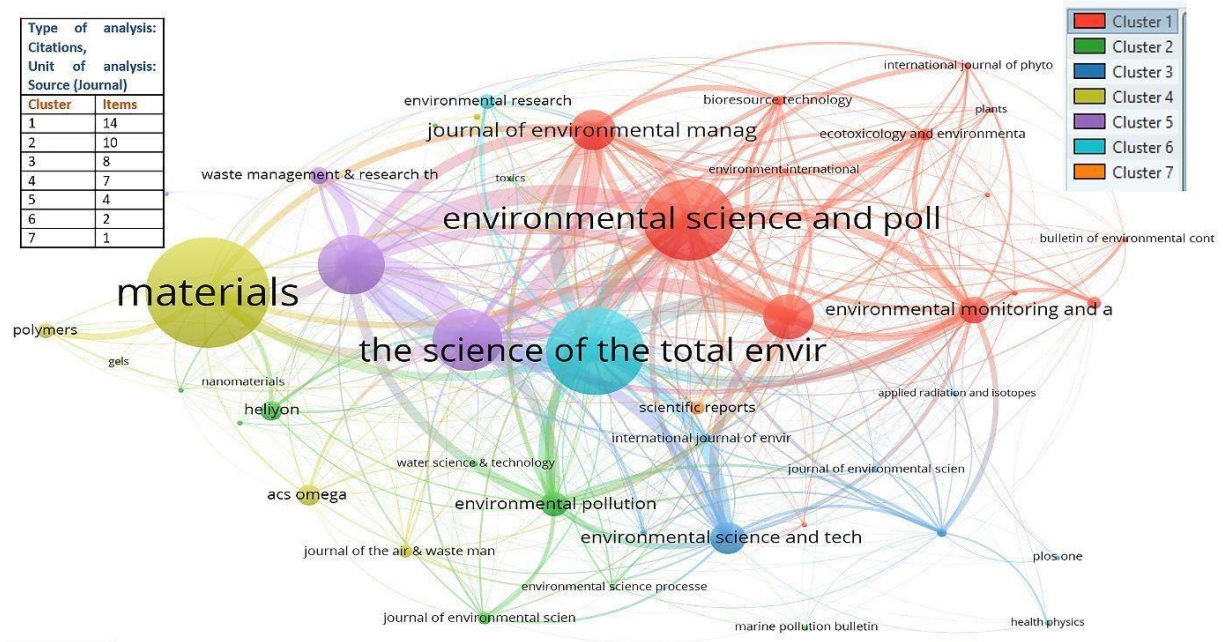 Type of analysis:
Citations,
Unit of analysis:
Source (Journal)
Cluster Items
1 14
2 10
3 8
4 7
5 4
6 2
7 1
Cluster 1
Cluster 2
Cluster 3
Cluster 4
Cluster 5
Cluster 6
Cluster 7
international journal of phyto
environmental research
bioresource technology
plants
journal of environmental manag
ecotoxicology and environmenta
environment international
waste management & research th
toxics
environmental science and poll
bulletin of environmental cont
materials
environmental monitoring and a
polymers
the science of the total envir
gels
nanomaterials
applied radiation and isotopes
heliyon
scientific reports
international journal of envir
water science & technology
journal of environmental scien
acs omega
environmental pollution
environmental science and tech
journal of the air & waste man
plos one
environmental science processe
journal of environmental scien
marine pollution bulletin
health physics